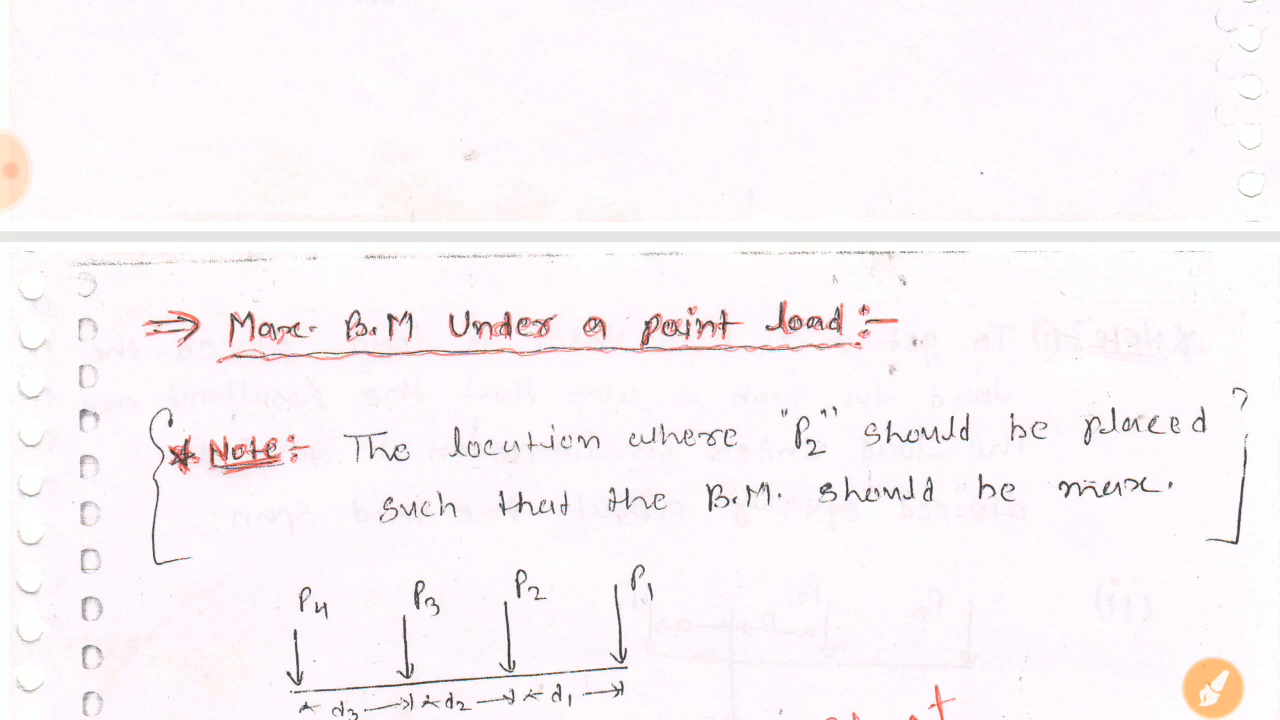 ⇒ Max. B.M Under a point load :-
* Note:- The location where "P2" should be placed
such that the B.M. should be max.
P4 P3 P2 P1
d3 d2 d1